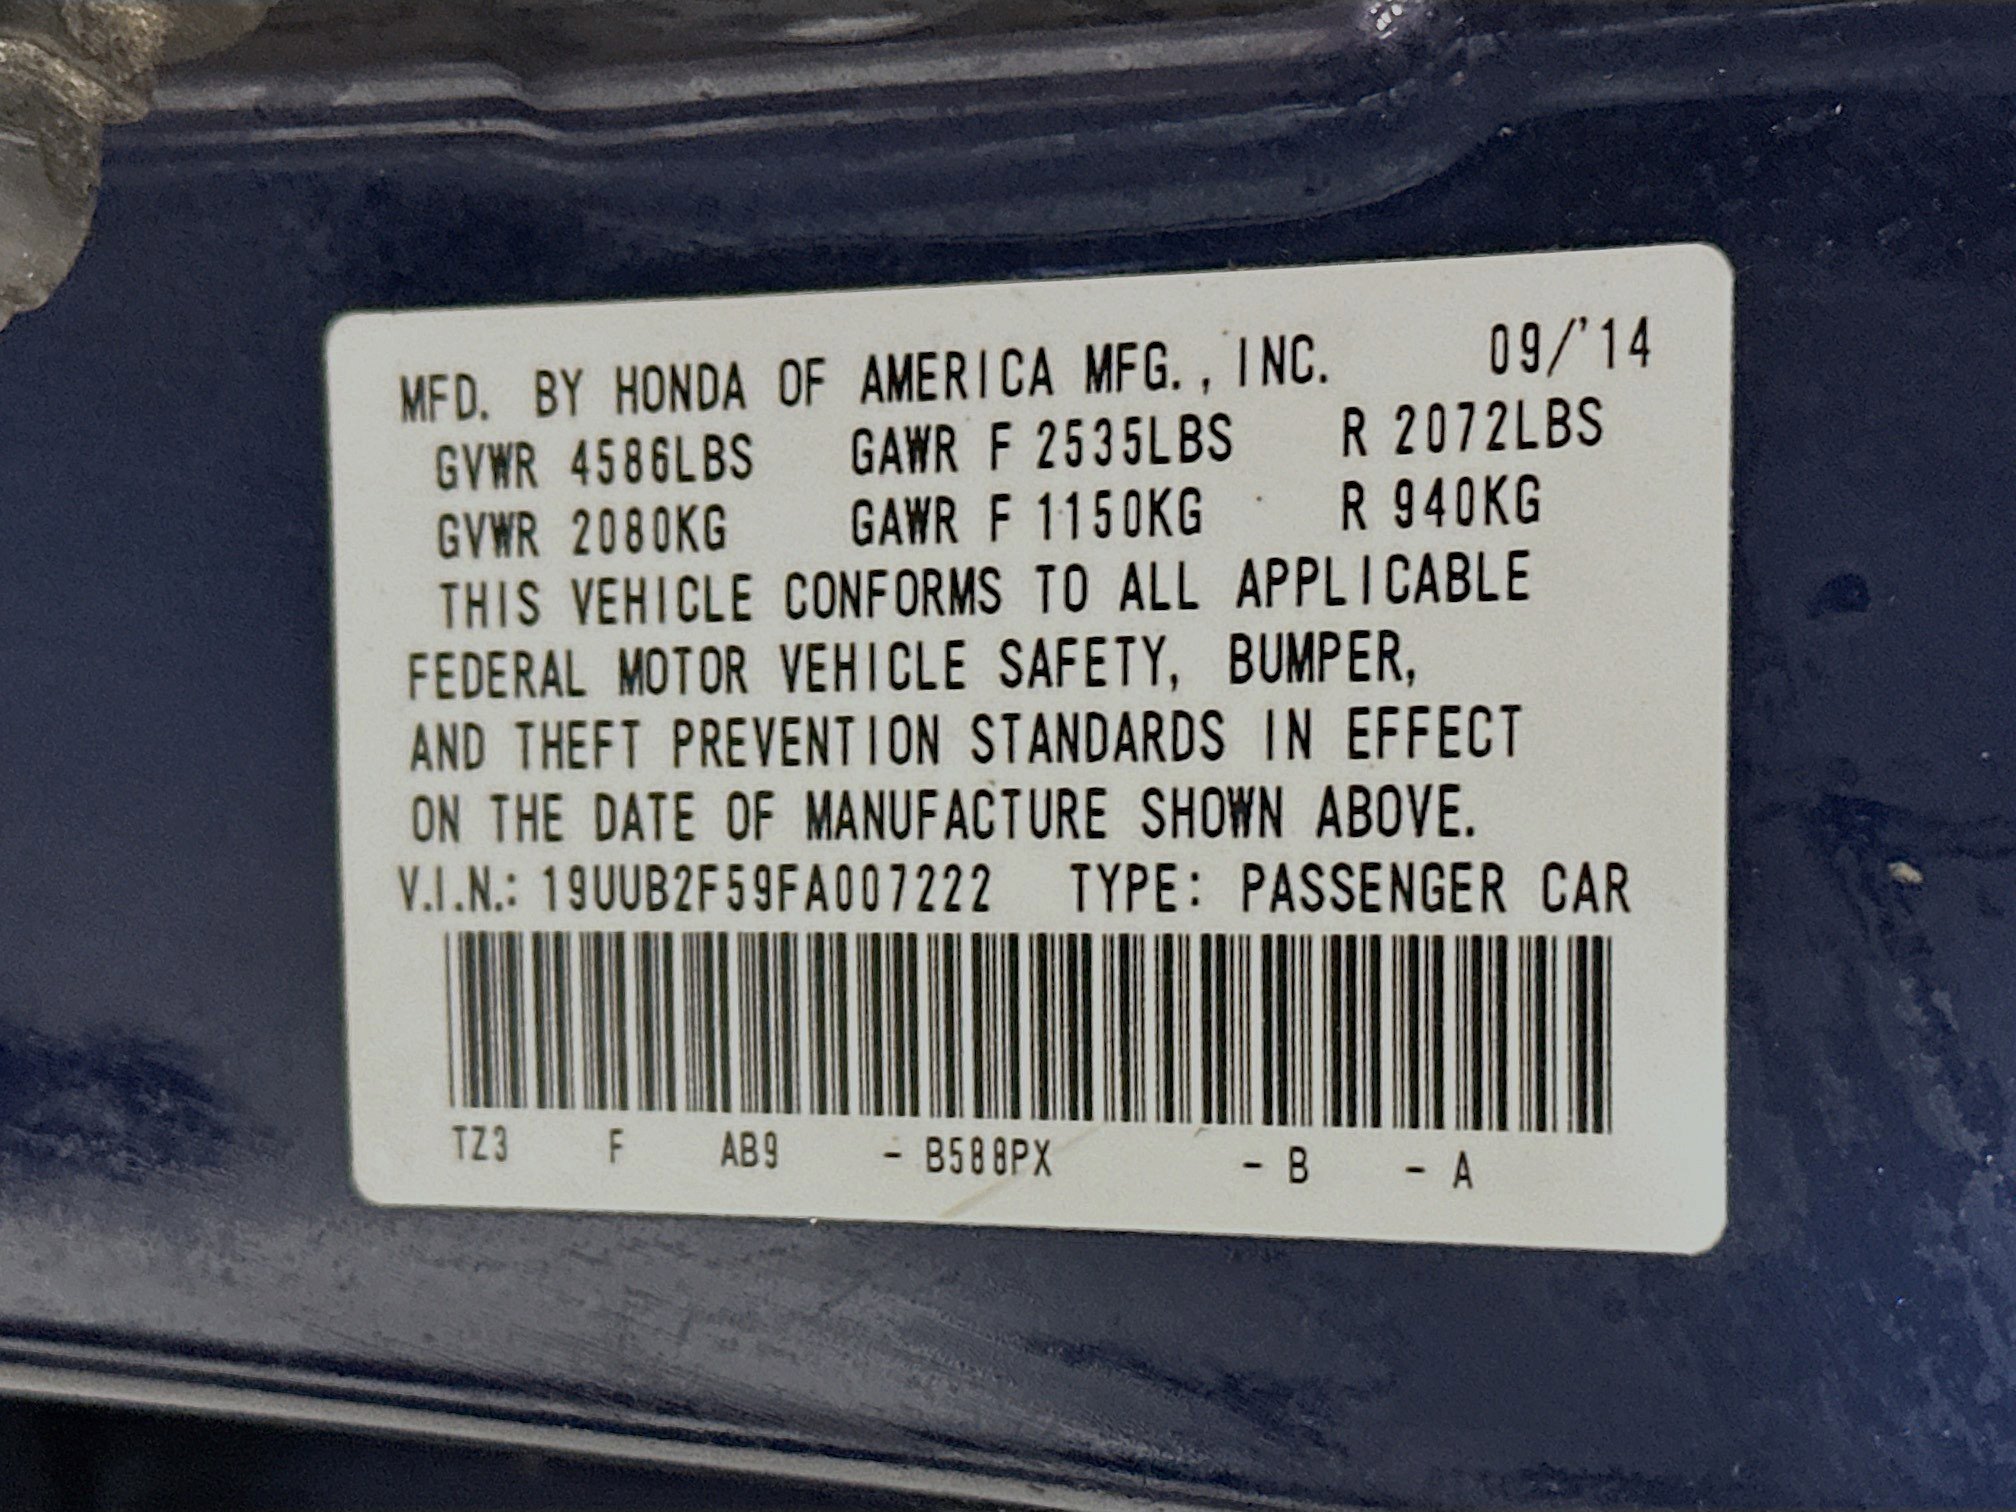 MFD. BY HONDA OF AMERICA MFG., INC. 09/'14
GVWR 4586LBS GAWR F 2535LBS R 2072LBS
GVWR 2080KG GAWR F 1150KG R 940KG
THIS VEHICLE CONFORMS TO ALL APPLICABLE
FEDERAL MOTOR VEHICLE SAFETY, BUMPER,
AND THEFT PREVENTION STANDARDS IN EFFECT
ON THE DATE OF MANUFACTURE SHOWN ABOVE.
V.I.N.: 19UUB2F59FA007222 TYPE: PASSENGER CAR
TZ3 F AB9 - B588PX - B - A